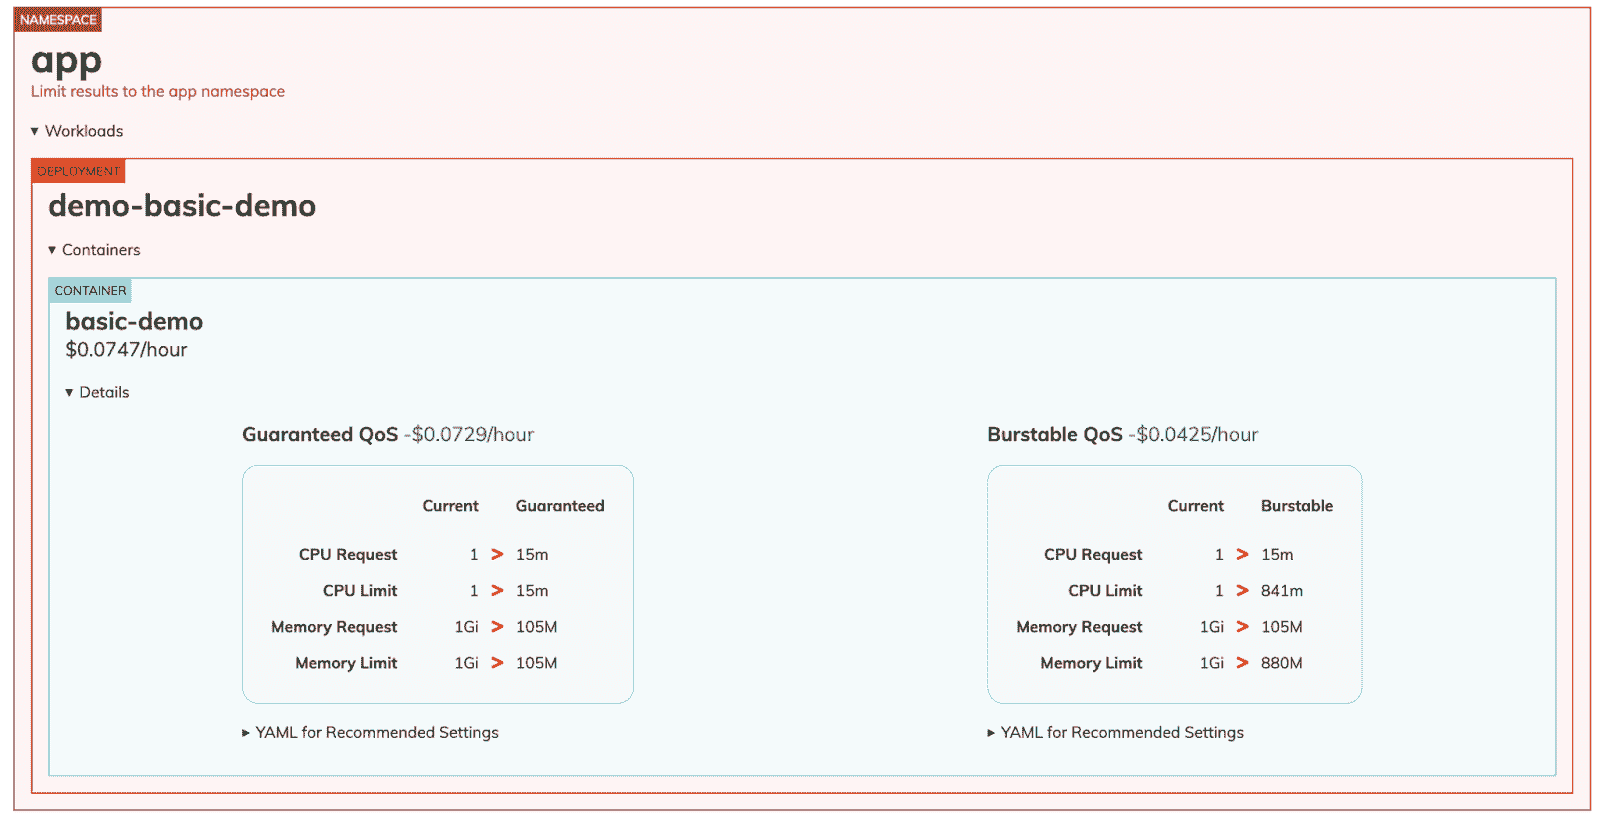 NAMESPACE
app
Limit results to the app namespace
▼ Workloads
DEPLOYMENT
demo-basic-demo
▼ Containers
CONTAINER
basic-demo
$0.0747/hour
▼ Details
Guaranteed QoS -$0.0729/hour
Current Guaranteed
CPU Request 1 > 15m
CPU Limit 1 > 15m
Memory Request 1Gi > 105M
Memory Limit 1Gi > 105M
► YAML for Recommended Settings
Burstable QoS -$0.0425/hour
Current Burstable
CPU Request 1 > 15m
CPU Limit 1 > 841m
Memory Request 1Gi > 105M
Memory Limit 1Gi > 880M
► YAML for Recommended Settings